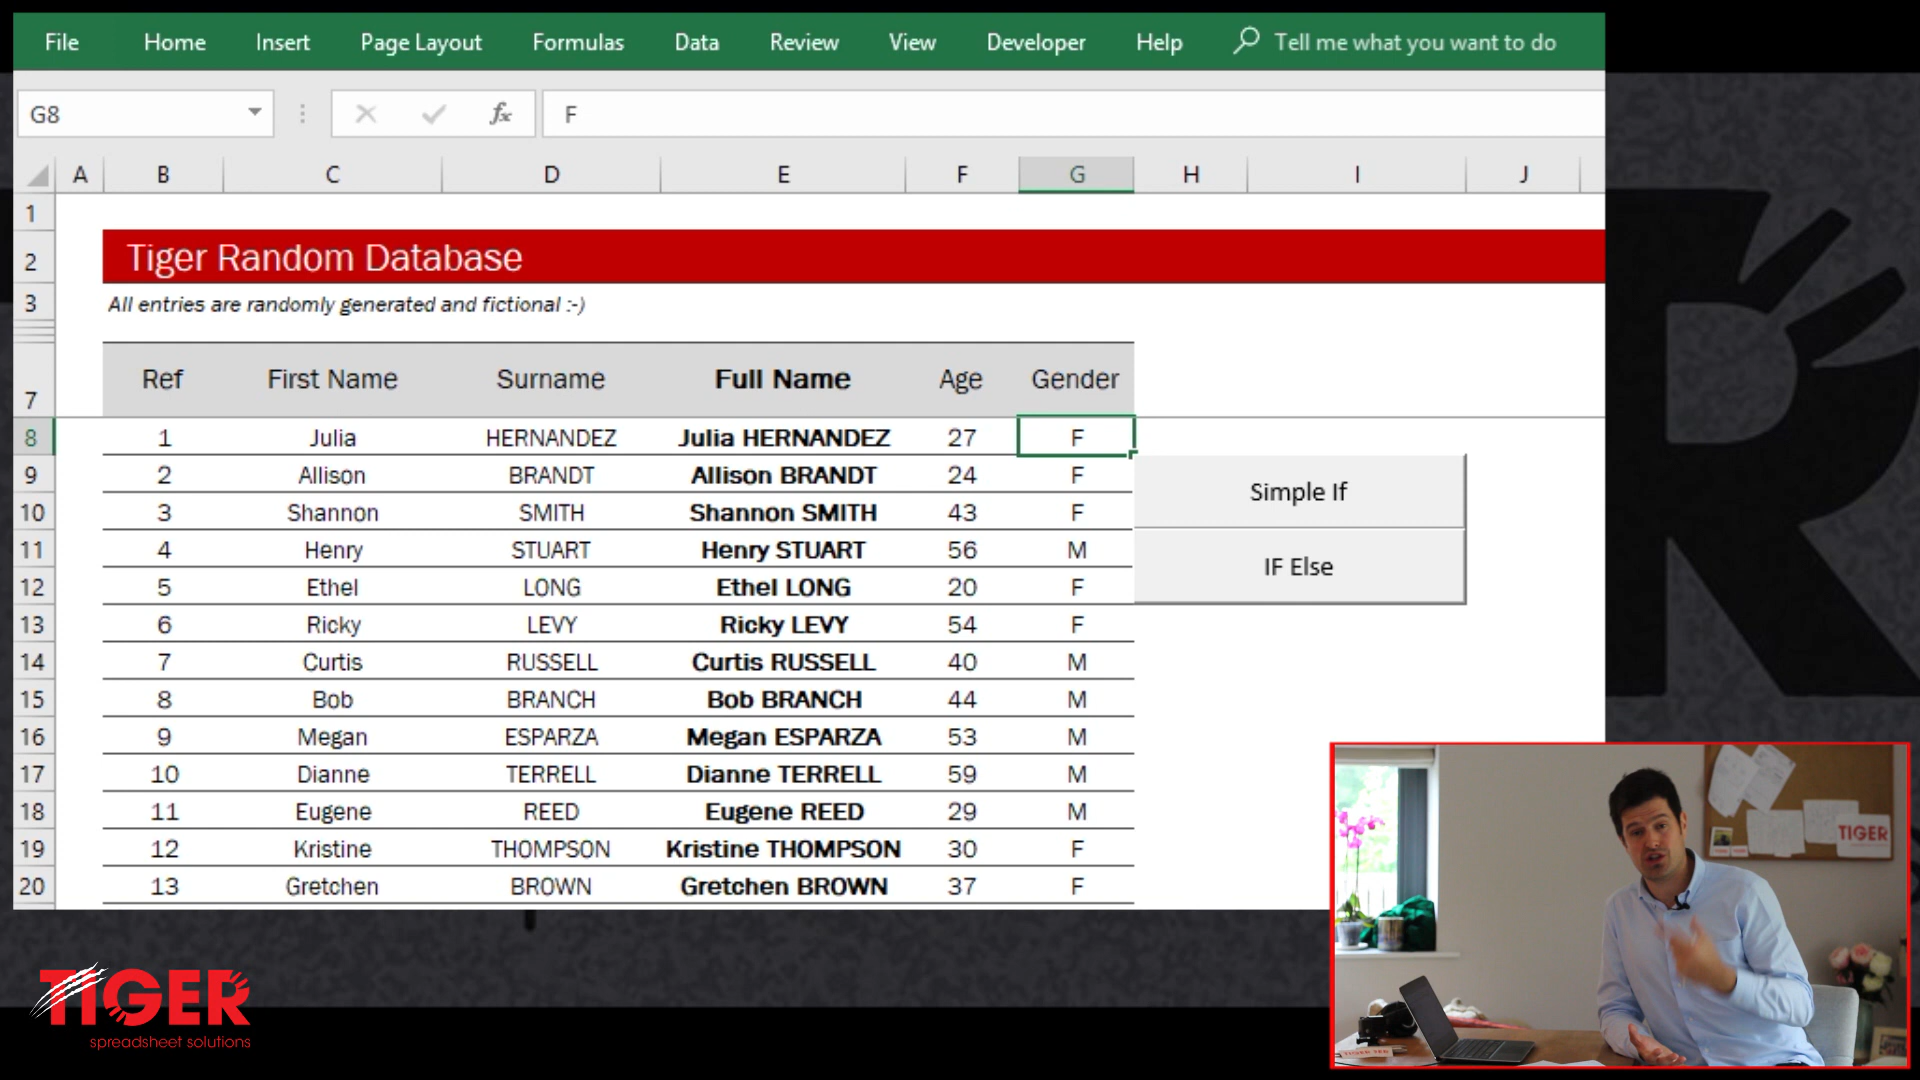 File Home Insert Page Layout Formulas Data Review View Developer Help Tell me what you want to do
G8 fx F
A B C D E F G H I J
1
2 Tiger Random Database
3 All entries are randomly generated and fictional :-)
7 Ref First Name Surname Full Name Age Gender
8 1 Julia HERNANDEZ Julia HERNANDEZ 27 F
9 2 Allison BRANDT Allison BRANDT 24 F
Simple If
10 3 Shannon SMITH Shannon SMITH 43 F
11 4 Henry STUART Henry STUART 56 M
IF Else
12 5 Ethel LONG Ethel LONG 20 F
13 6 Ricky LEVY Ricky LEVY 54 F
14 7 Curtis RUSSELL Curtis RUSSELL 40 M
15 8 Bob BRANCH Bob BRANCH 44 M
16 9 Megan ESPARZA Megan ESPARZA 53 M
17 10 Dianne TERRELL Dianne TERRELL 59 M
18 11 Eugene REED Eugene REED 29 M
19 12 Kristine THOMPSON Kristine THOMPSON 30 F
20 13 Gretchen BROWN Gretchen BROWN 37 F
TIGER
TIGER
spreadsheet solutions